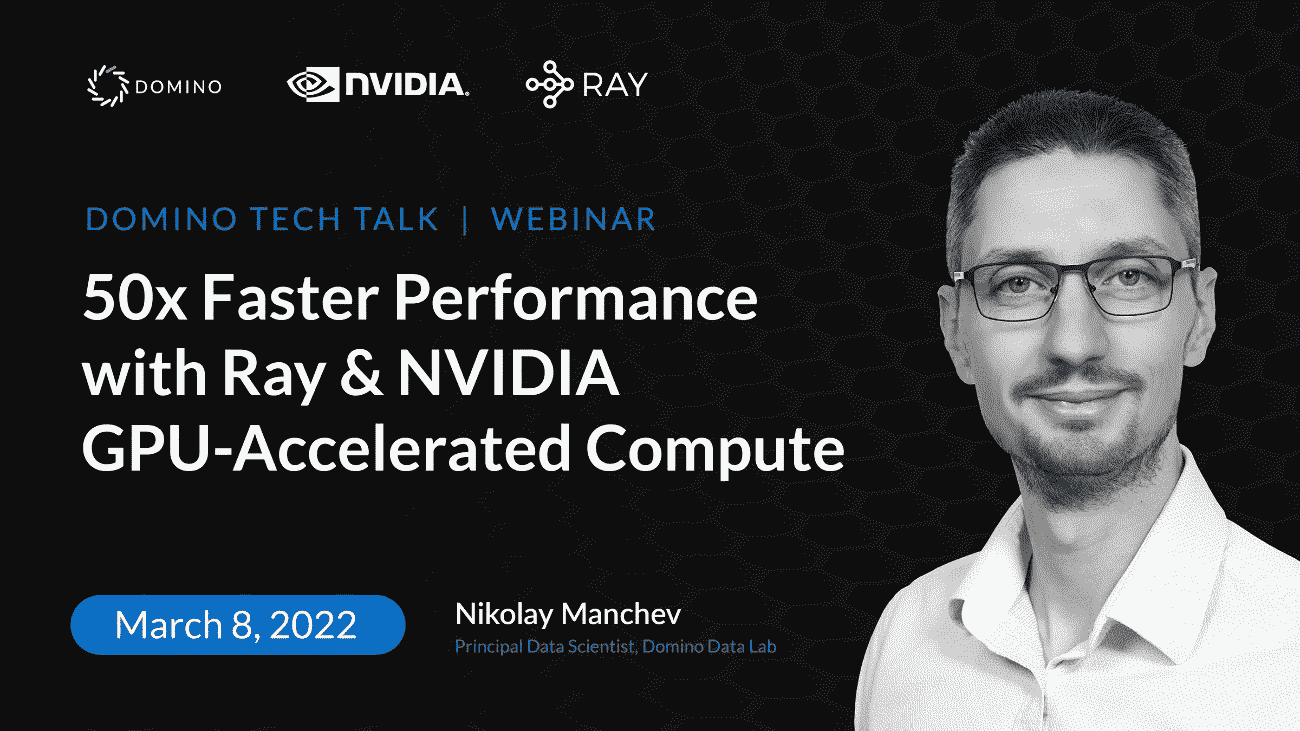 DOMINO
NVIDIA.
RAY
DOMINO TECH TALK | WEBINAR
50x Faster Performance
with Ray & NVIDIA
GPU-Accelerated Compute
March 8, 2022
Nikolay Manchev
Principal Data Scientist, Domino Data Lab